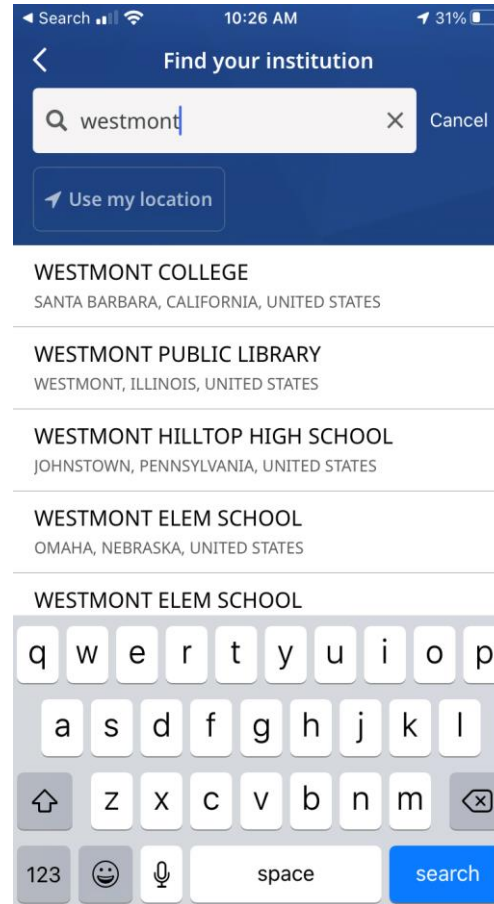 Search 10:26 AM 31%
Find your institution
westmont Cancel
Use my location
WESTMONT COLLEGE
SANTA BARBARA, CALIFORNIA, UNITED STATES
WESTMONT PUBLIC LIBRARY
WESTMONT, ILLINOIS, UNITED STATES
WESTMONT HILLTOP HIGH SCHOOL
JOHNSTOWN, PENNSYLVANIA, UNITED STATES
WESTMONT ELEM SCHOOL
OMAHA, NEBRASKA, UNITED STATES
WESTMONT ELEM SCHOOL
q w e r t y u i o p
a s d f g h j k l
z x c v b n m
123 space search